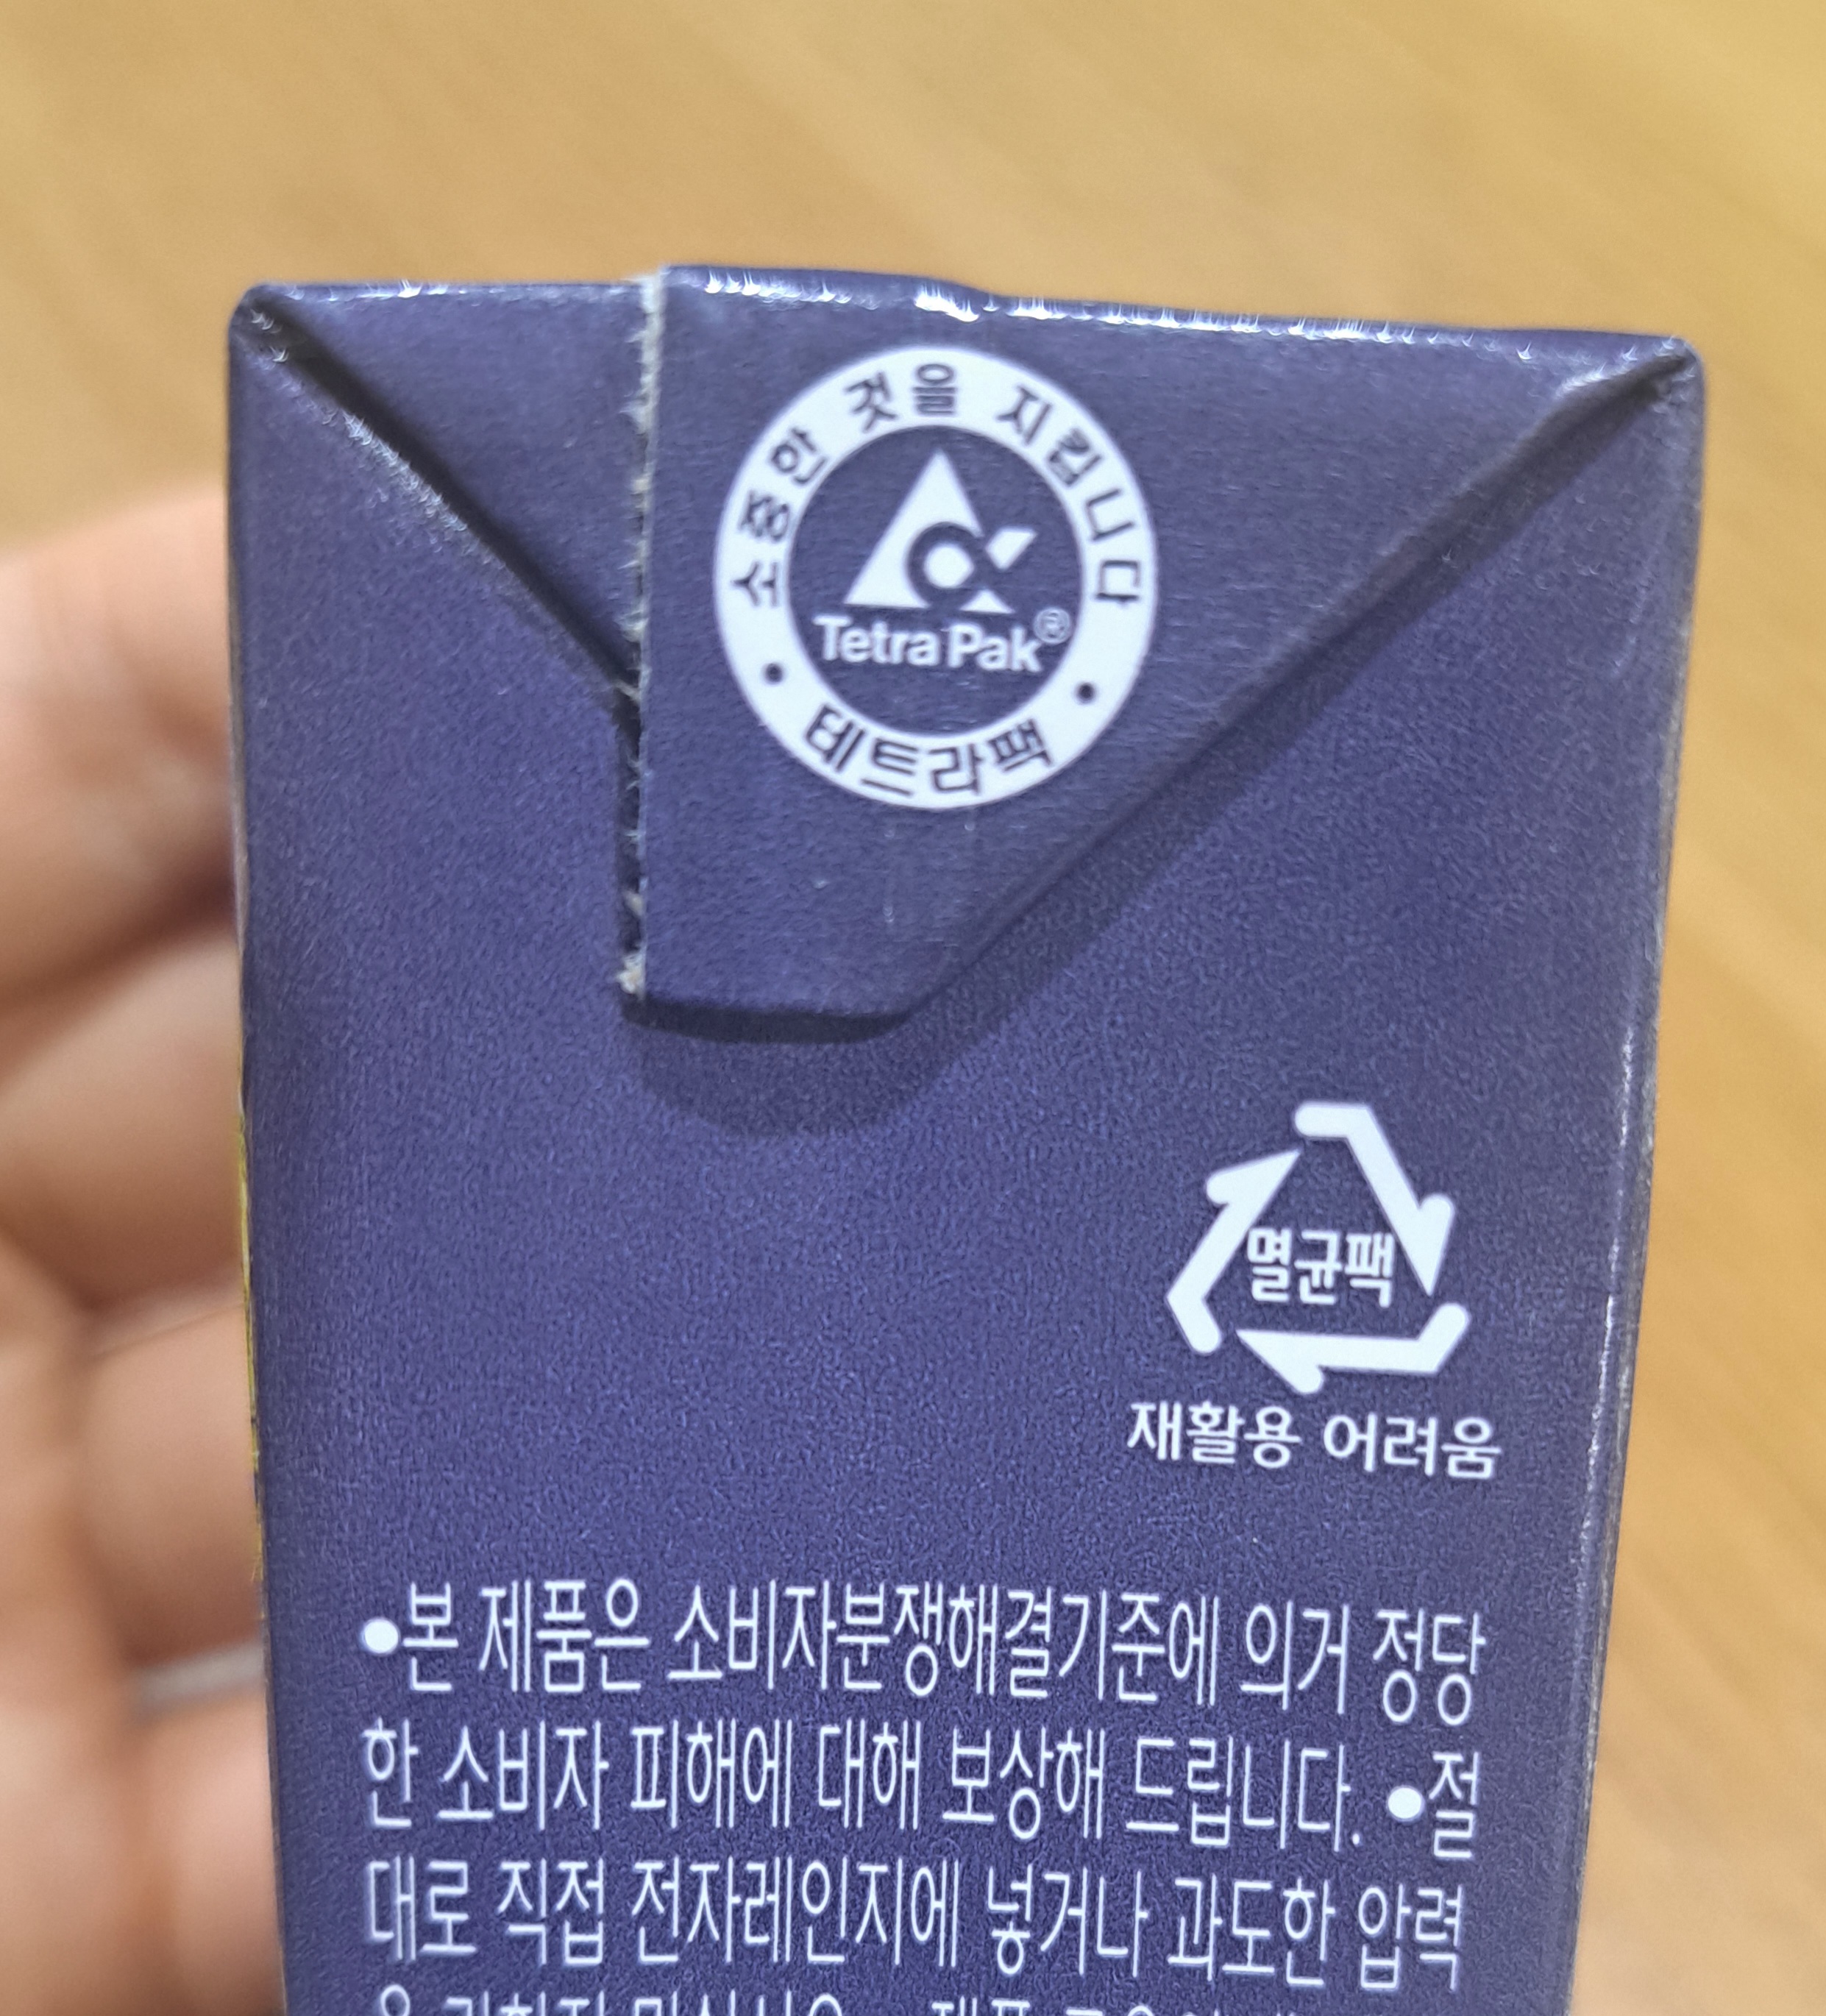 소중한 것을 지킵니다
Tetra Pak®
• 테트라팩 •
멸균팩
재활용 어려움
•본 제품은 소비자분쟁해결기준에 의거 정당
한 소비자 피해에 대해 보상해 드립니다. •절
대로 직접 전자레인지에 넣거나 과도한 압력